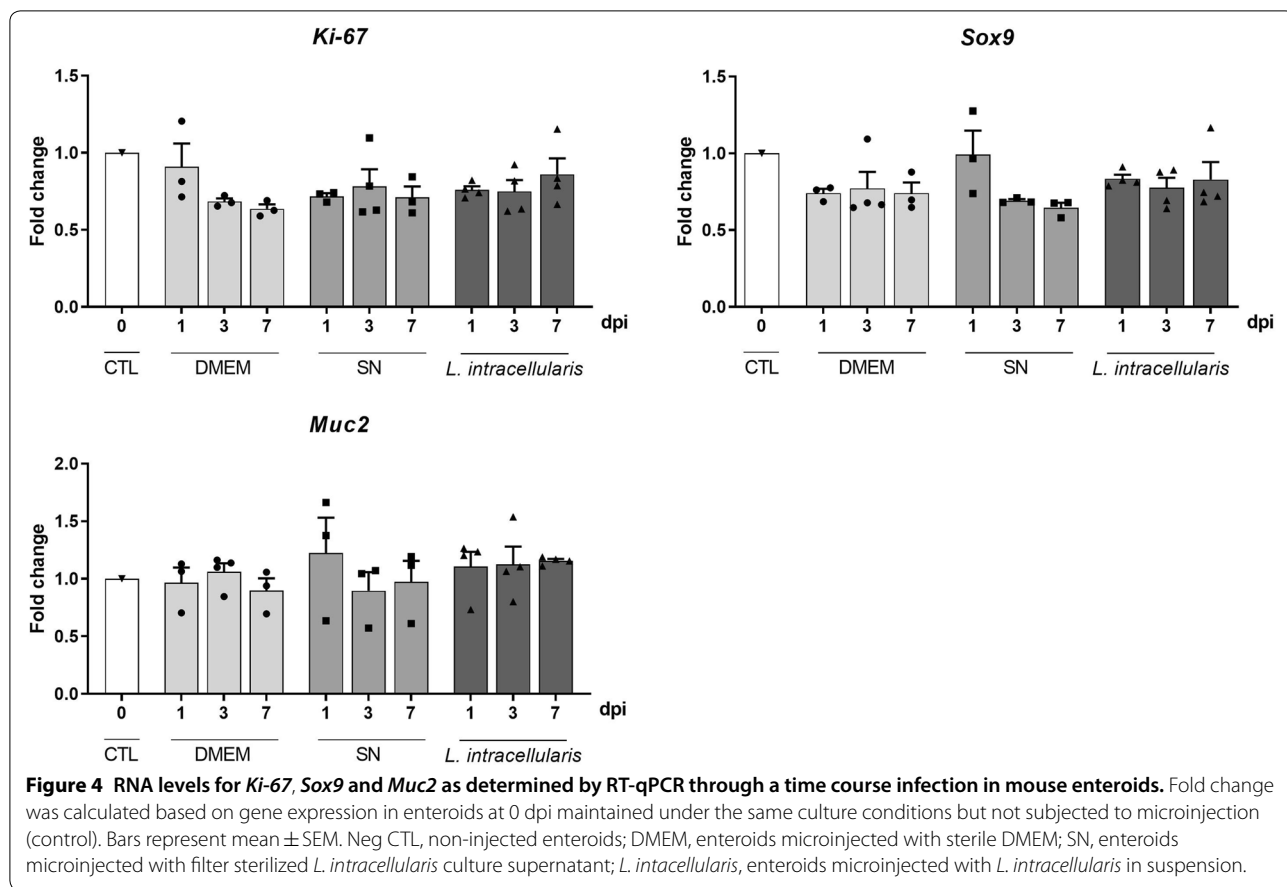 Ki-67
Fold change
1.5
1.0
0.5
0.0
0 1 3 7 1 3 7 1 3 7 dpi
CTL DMEM SN L. intracellularis
Sox9
Fold change
1.5
1.0
0.5
0.0
0 1 3 7 1 3 7 1 3 7 dpi
CTL DMEM SN L. intracellularis
Muc2
Fold change
2.0
1.5
1.0
0.5
0.0
0 1 3 7 1 3 7 1 3 7 dpi
CTL DMEM SN L. intracellularis
Figure 4 RNA levels for Ki-67, Sox9 and Muc2 as determined by RT-qPCR through a time course infection in mouse enteroids. Fold change
was calculated based on gene expression in enteroids at 0 dpi maintained under the same culture conditions but not subjected to microinjection
(control). Bars represent mean ± SEM. Neg CTL, non-injected enteroids; DMEM, enteroids microinjected with sterile DMEM; SN, enteroids
microinjected with filter sterilized L. intracellularis culture supernatant; L. intacellularis, enteroids microinjected with L. intracellularis in suspension.